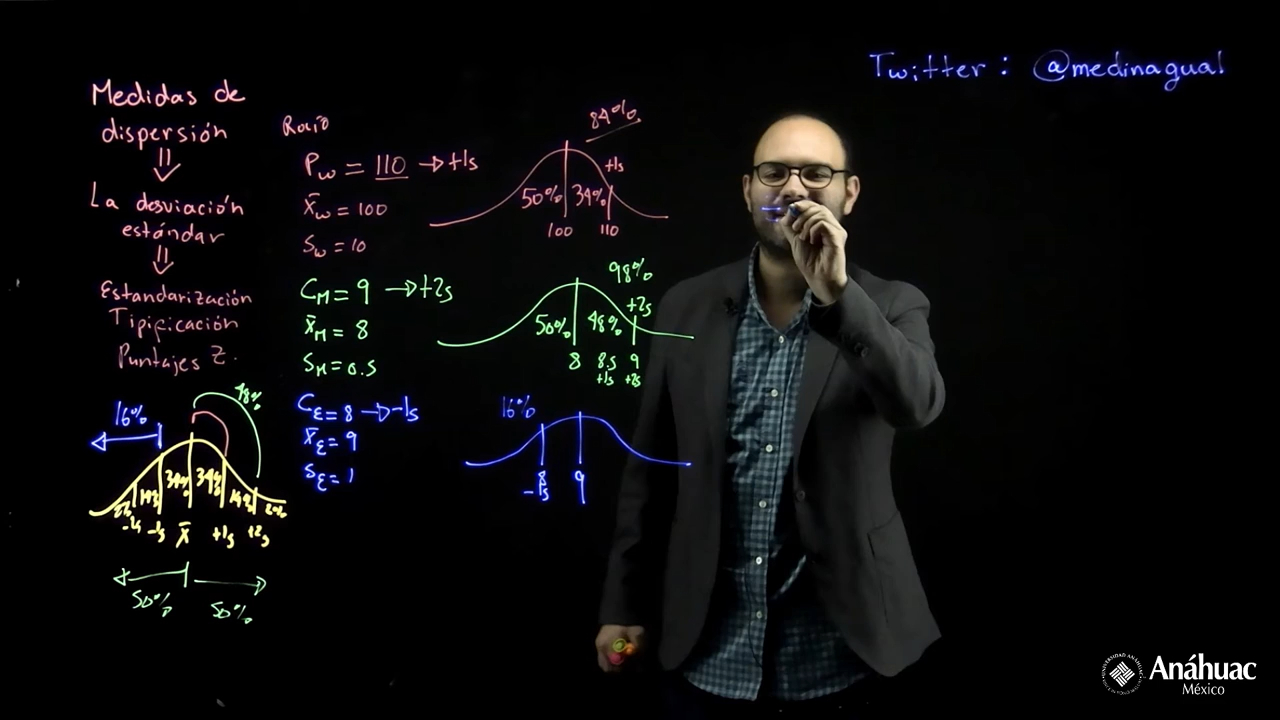 Twitter: @medinagual
Medidas de
dispersión
La desviación
estándar
Estandarización
Tipificación
Puntajes Z.
Rocío
Pw = 110 → +1s
x̄w = 100
Sw = 10
84%
+1s
50% 34%
100 110
CM = 9 → +2s
x̄M = 8
SM = 0.5
98%
+2s
50% 48%
8 8.5 9
+1s +2s
CE = 8 → -1s
x̄E = 9
SE = 1
16%
8 9
-1s
98%
16%
34% 34%
-1s x̄ +1s +2s
50% 50%
Anáhuac
México